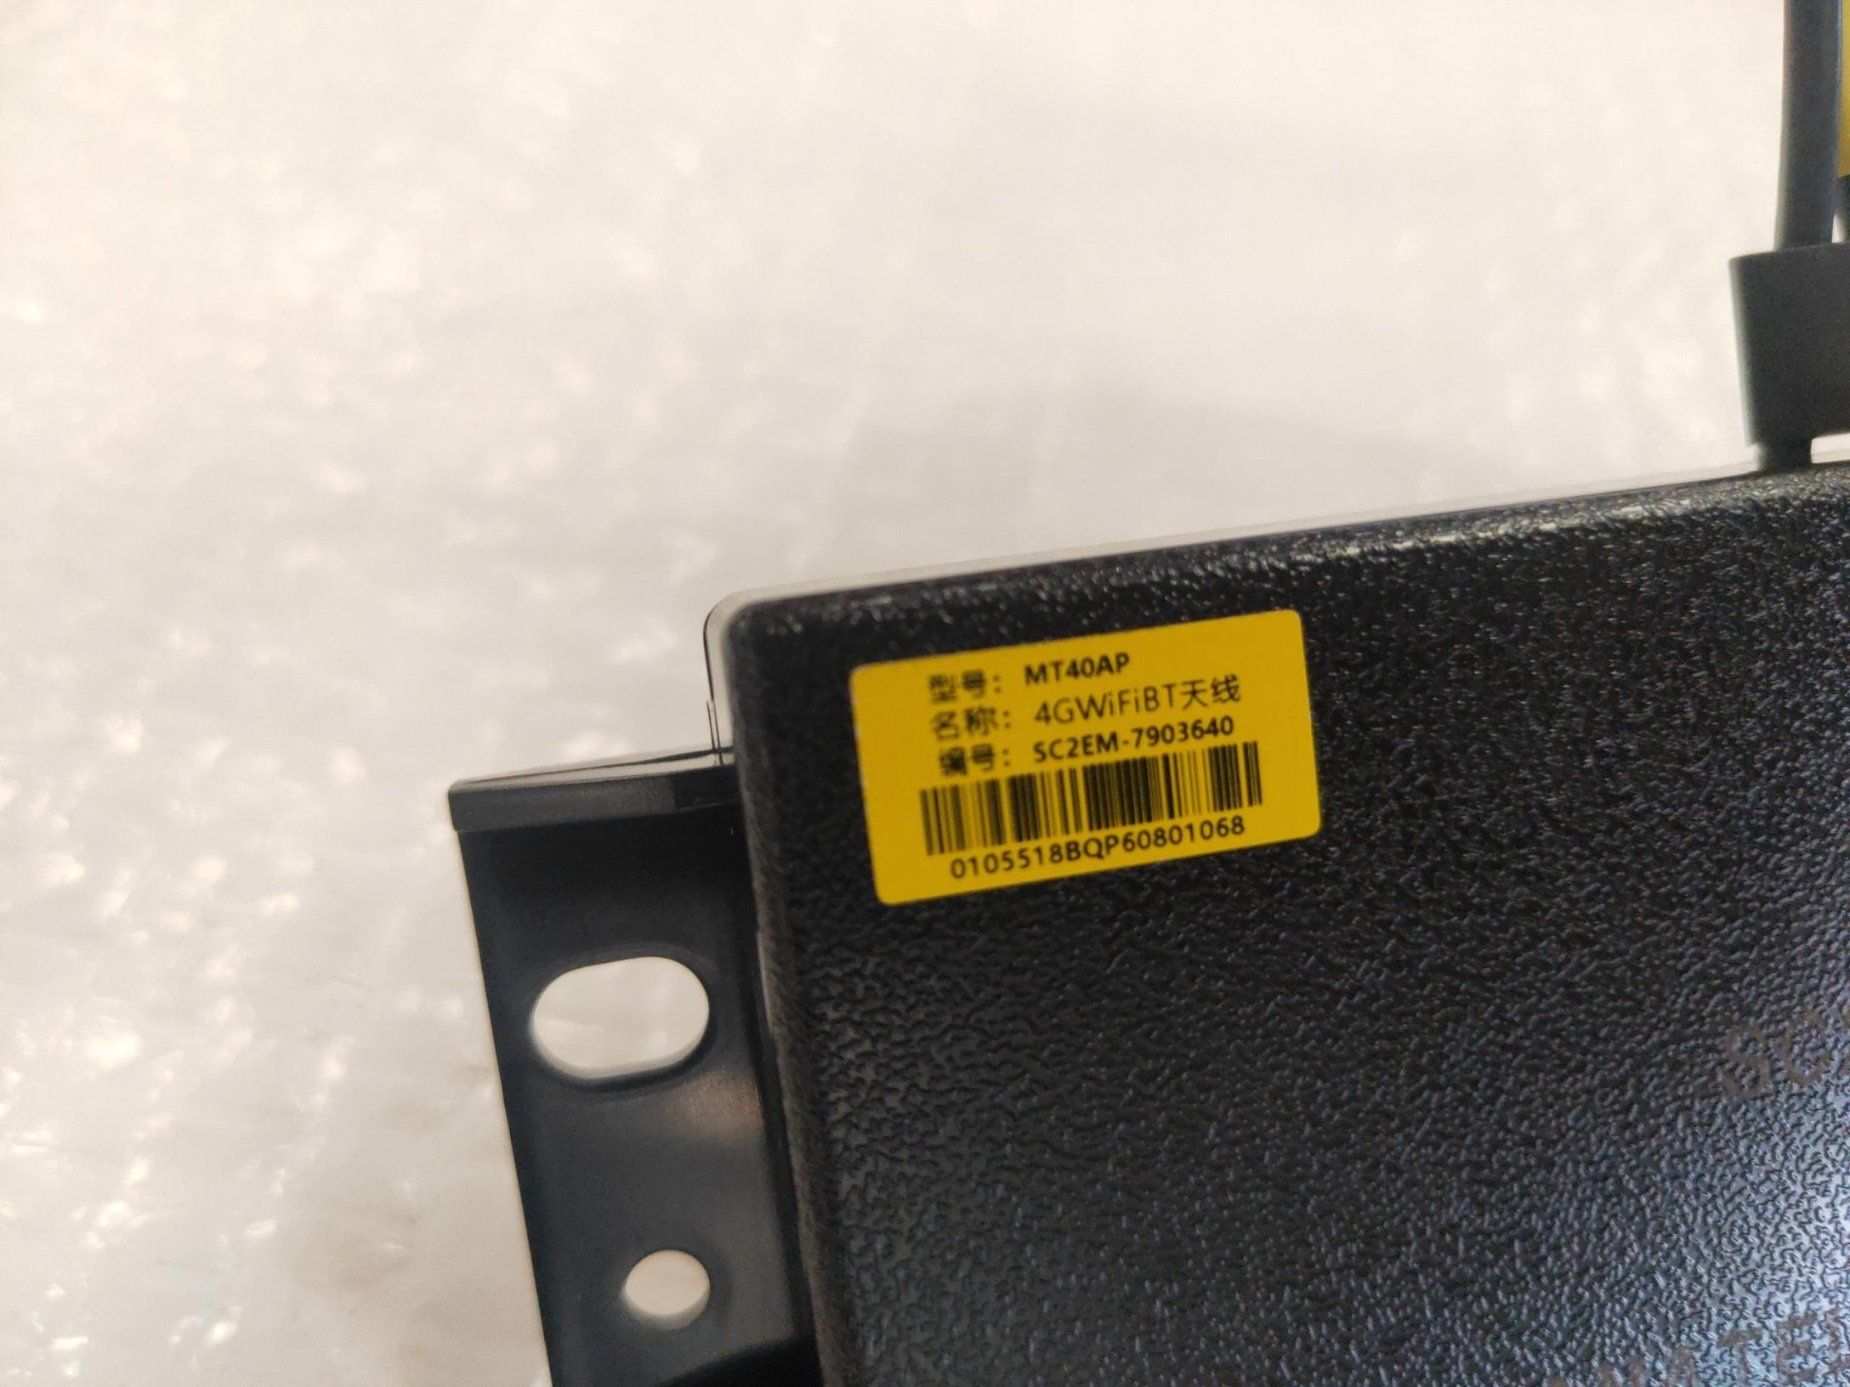 型号： MT40AP
名称： 4GWiFiBT天线
编号： SC2EM-7903640
0105518BQP60801068